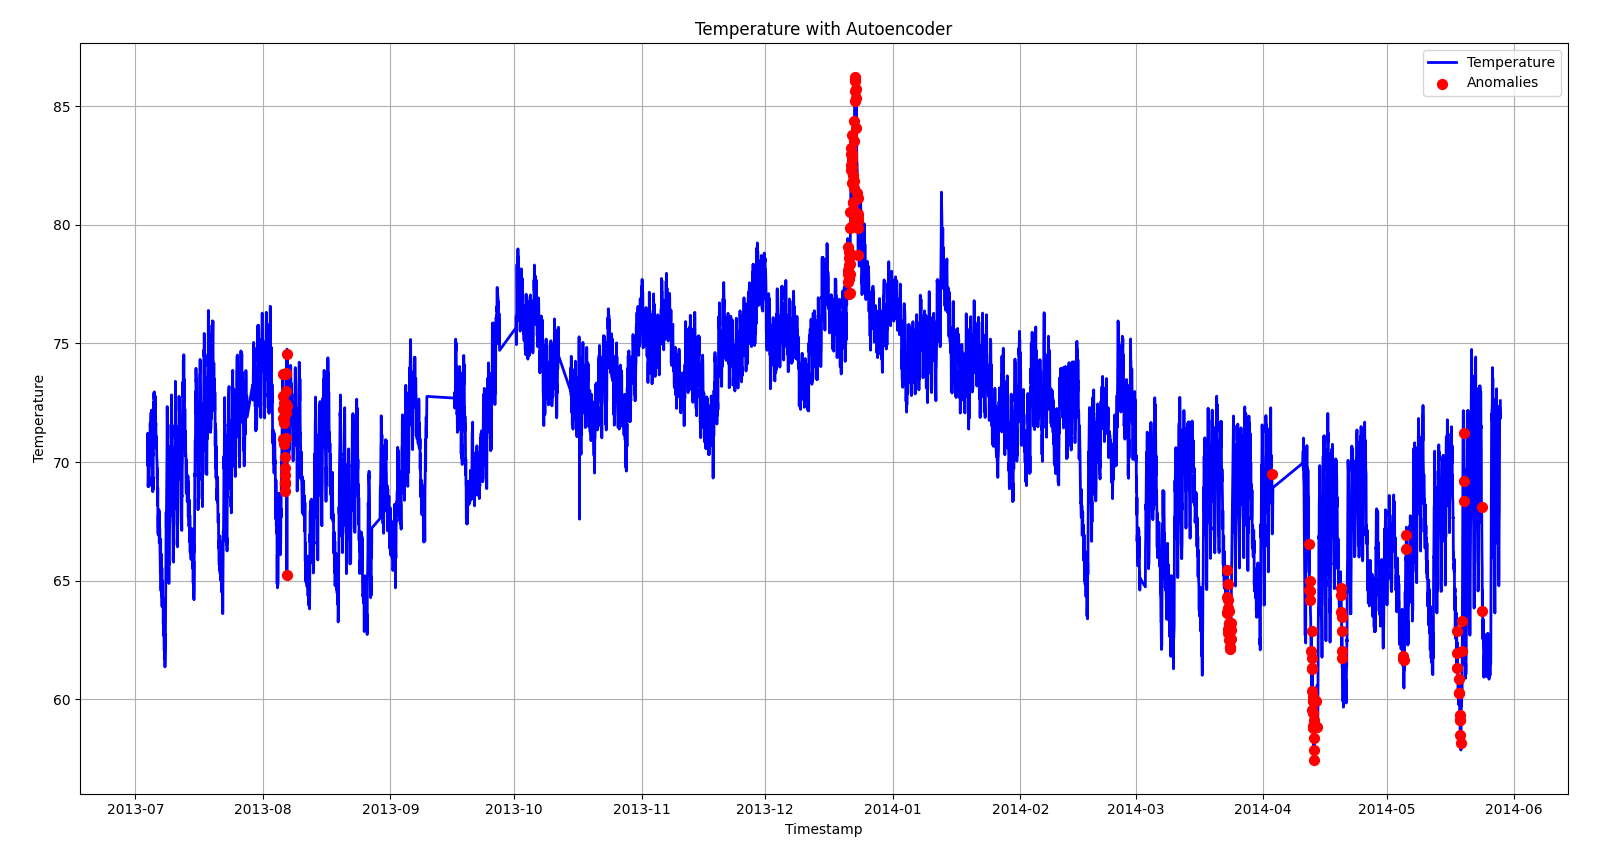 Temperature with Autoencoder
Temperature
Anomalies
85
80
75
70
65
60
Temperature
2013-07 2013-08 2013-09 2013-10 2013-11 2013-12 2014-01 2014-02 2014-03 2014-04 2014-05 2014-06
Timestamp